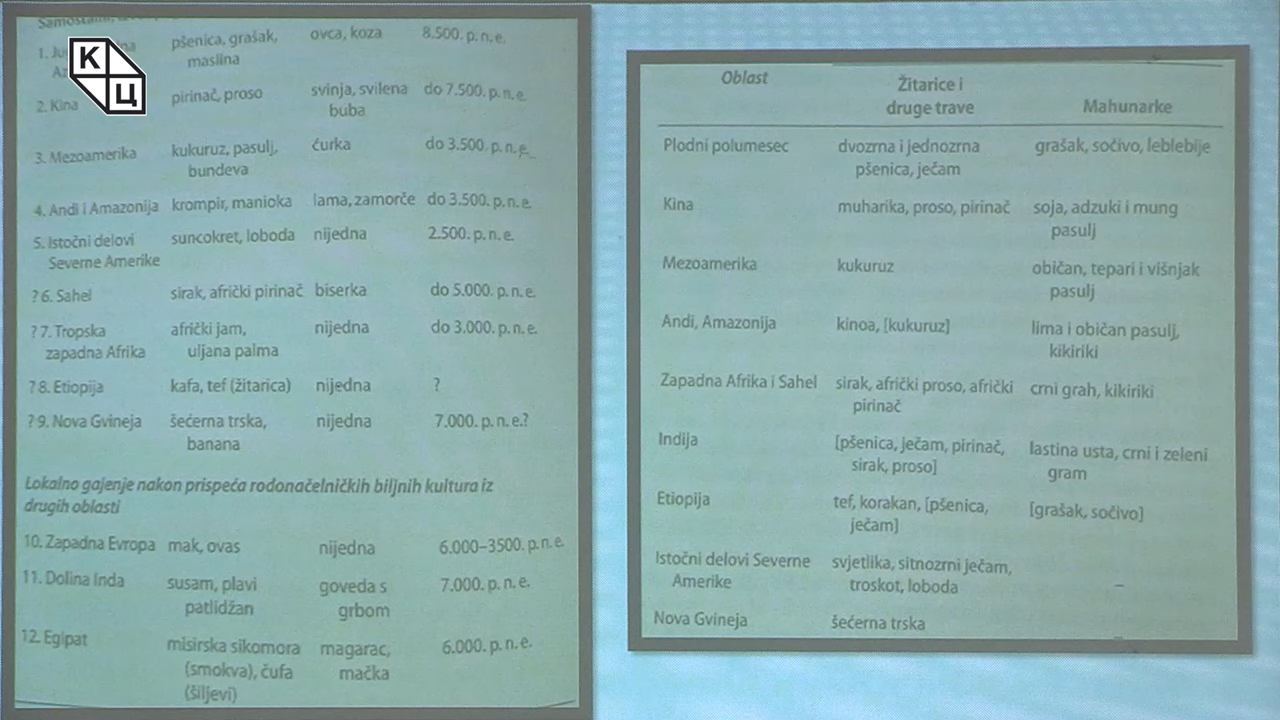 К
Ц
1.
pšenica, grašak,
maslina
ovca, koza
8.500. p. n. e.
2. Kina
pirinač, proso
svinja, svilena
buba
do 7.500. p. n. e.
3. Mezoamerika
kukuruz, pasulj,
bundeva
ćurka
do 3.500. p. n. e.
4. Andi i Amazonija
krompir, manioka
lama, zamorče
do 3.500. p. n. e.
5. Istočni delovi
Severne Amerike
suncokret, loboda
nijedna
2.500. p. n. e.
? 6. Sahel
sirak, afrički pirinač
biserka
do 5.000. p. n. e.
? 7. Tropska
zapadna Afrika
afrički jam,
uljana palma
nijedna
do 3.000. p. n. e.
? 8. Etiopija
kafa, tef (žitarica)
nijedna
?
? 9. Nova Gvineja
šećerna trska,
banana
nijedna
7.000. p. n. e.?
Lokalno gajenje nakon prispeća rodonačelničkih biljnih kultura iz
drugih oblasti
10. Zapadna Evropa
mak, ovas
nijedna
6.000–3500. p. n. e.
11. Dolina Inda
susam, plavi
patlidžan
goveda s
grbom
7.000. p. n. e.
12. Egipat
misirska sikomora
(smokva), čufa
(šiljevi)
magarac,
mačka
6.000. p. n. e.
Oblast
Žitarice i
druge trave
Mahunarke
Plodni polumesec
dvozrna i jednozrna
pšenica, ječam
grašak, sočivo, leblebije
Kina
muharika, proso, pirinač
soja, adzuki i mung
pasulj
Mezoamerika
kukuruz
običan, tepari i višnjak
pasulj
Andi, Amazonija
kinoa, [kukuruz]
lima i običan pasulj,
kikiriki
Zapadna Afrika i Sahel
sirak, afrički proso, afrički
pirinač
crni grah, kikiriki
Indija
[pšenica, ječam, pirinač,
sirak, proso]
lastina usta, crni i zeleni
gram
Etiopija
tef, korakan, [pšenica,
ječam]
[grašak, sočivo]
Istočni delovi Severne
Amerike
svjetlika, sitnozrni ječam,
troskot, loboda
–
Nova Gvineja
šećerna trska
–